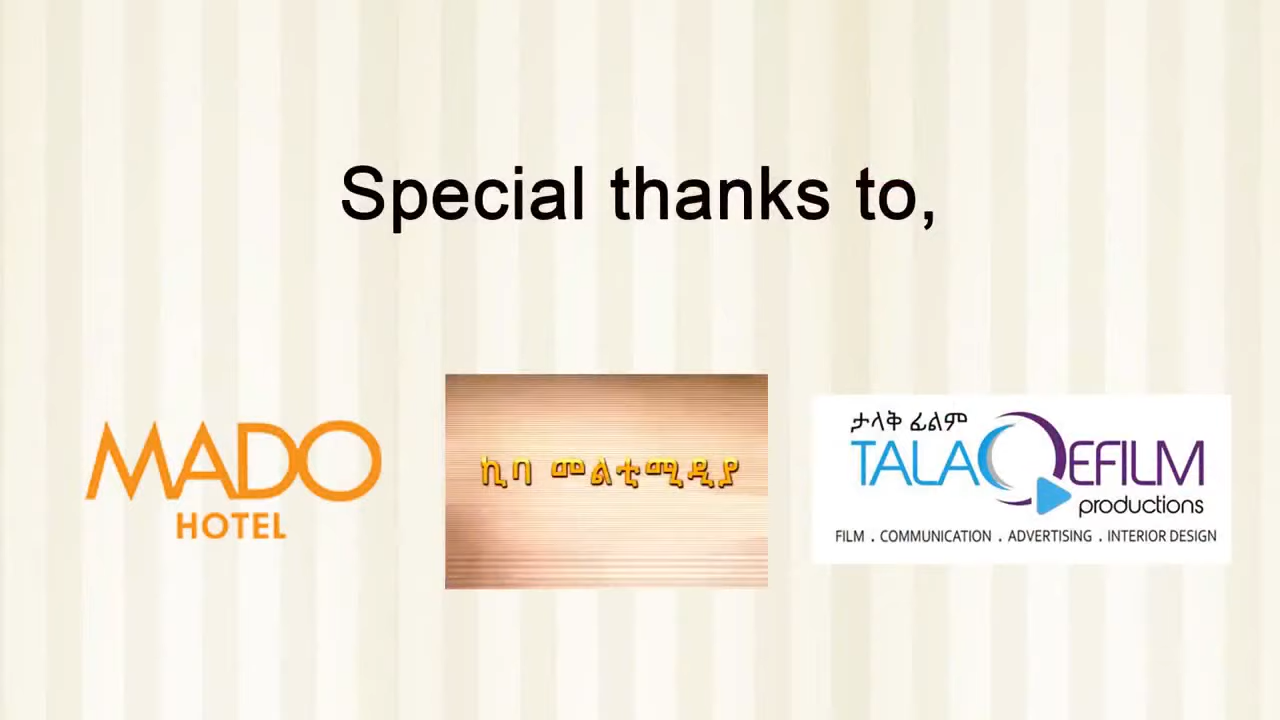 Special thanks to,
MADO
HOTEL
ኪባ መልቲሚዲያ
ታላቅ ፊልም
TALAQEFILM
productions
FILM . COMMUNICATION . ADVERTISING . INTERIOR DESIGN